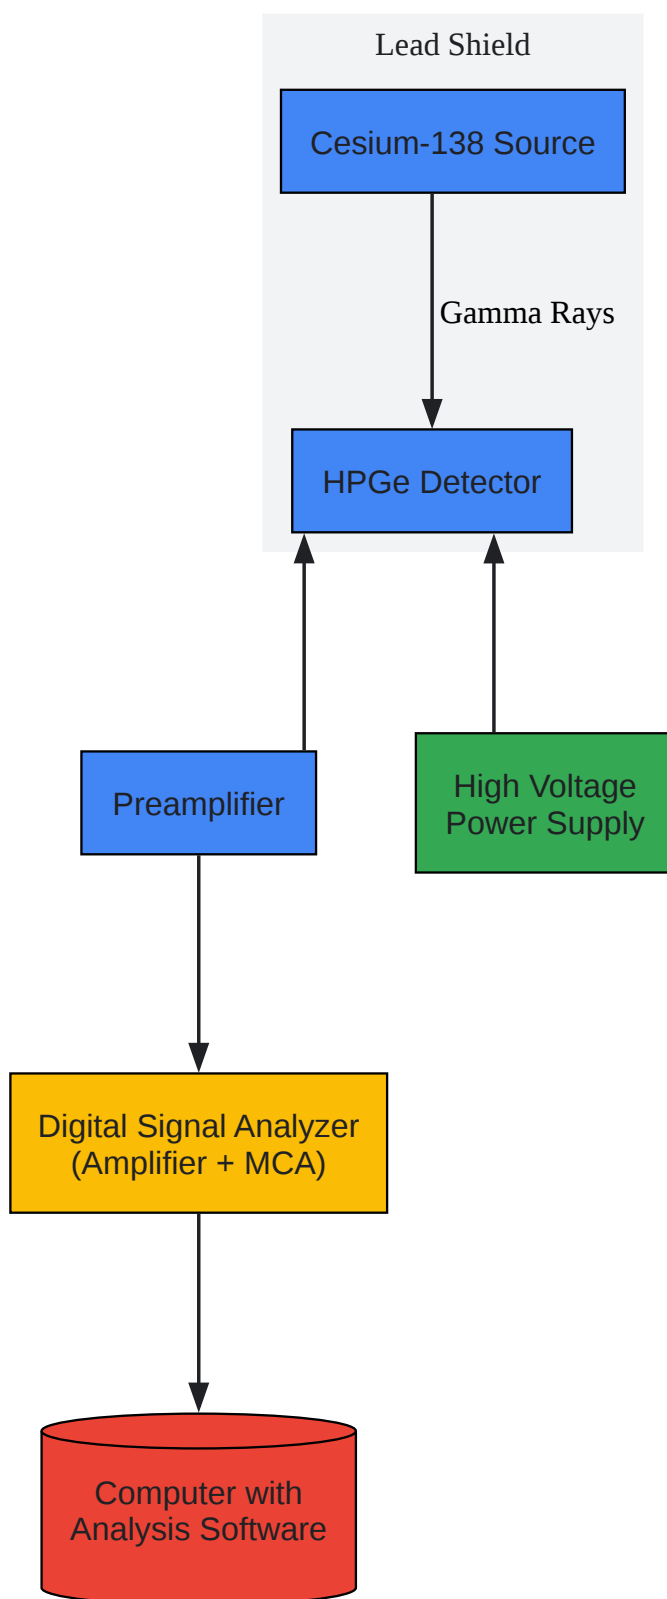 Lead Shield
Cesium-138 Source
Gamma Rays
HPGe Detector
Preamplifier
High Voltage
Power Supply
Digital Signal Analyzer
(Amplifier + MCA)
Computer with
Analysis Software